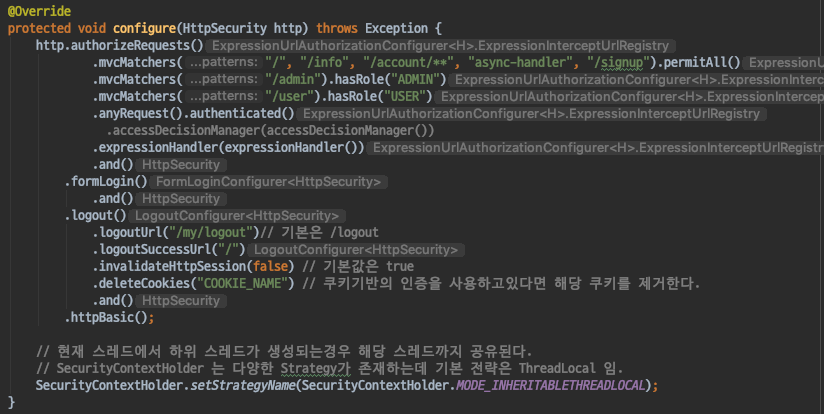 @Override
protected void configure(HttpSecurity http) throws Exception {
http.authorizeRequests() ExpressionUrlAuthorizationConfigurer<H>.ExpressionInterceptUrlRegistry
.mvcMatchers( ...patterns: "/", "/info", "/account/**", "async-handler", "/signup").permitAll() ExpressionU
.mvcMatchers( ...patterns: "/admin").hasRole("ADMIN") ExpressionUrlAuthorizationConfigurer<H>.ExpressionInterc
.mvcMatchers( ...patterns: "/user").hasRole("USER") ExpressionUrlAuthorizationConfigurer<H>.ExpressionIntercept
.anyRequest().authenticated() ExpressionUrlAuthorizationConfigurer<H>.ExpressionInterceptUrlRegistry
.accessDecisionManager(accessDecisionManager())
.expressionHandler(expressionHandler()) ExpressionUrlAuthorizationConfigurer<H>.ExpressionInterceptUrlRegistr
.and() HttpSecurity
.formLogin() FormLoginConfigurer<HttpSecurity>
.and() HttpSecurity
.logout() LogoutConfigurer<HttpSecurity>
.logoutUrl("/my/logout")// 기본은 /logout
.logoutSuccessUrl("/") LogoutConfigurer<HttpSecurity>
.invalidateHttpSession(false) // 기본값은 true
.deleteCookies("COOKIE_NAME") // 쿠키기반의 인증을 사용하고있다면 해당 쿠키를 제거한다.
.and() HttpSecurity
.httpBasic();
// 현재 스레드에서 하위 스레드가 생성되는경우 해당 스레드까지 공유된다.
// SecurityContextHolder 는 다양한 Strategy가 존재하는데 기본 전략은 ThreadLocal 임.
SecurityContextHolder.setStrategyName(SecurityContextHolder.MODE_INHERITABLETHREADLOCAL);
}